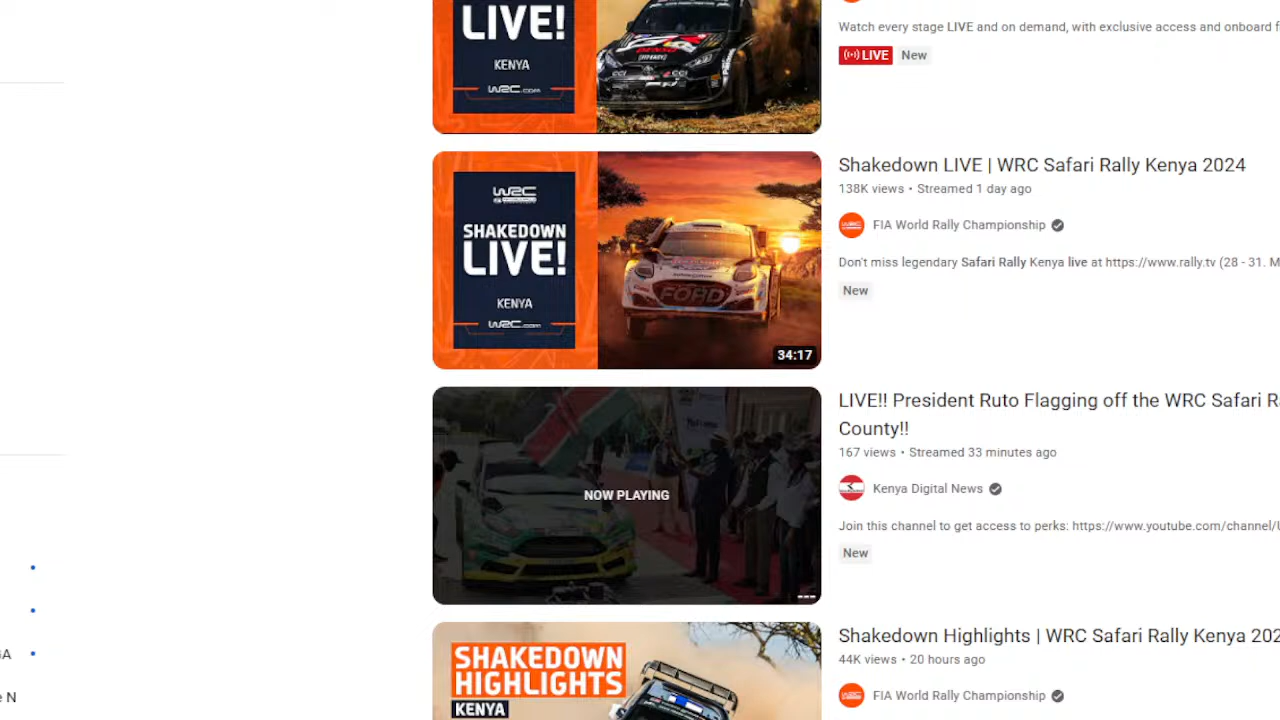 LIVE!
KENYA
WRC.com
Watch every stage LIVE and on demand, with exclusive access and onboard f
LIVE
New
WRC
SHAKEDOWN
LIVE!
KENYA
WRC.com
FORD
34:17
Shakedown LIVE | WRC Safari Rally Kenya 2024
138K views • Streamed 1 day ago
FIA World Rally Championship
Don't miss legendary Safari Rally Kenya live at https://www.rally.tv (28 - 31. M
New
NOW PLAYING
LIVE!! President Ruto Flagging off the WRC Safari R
County!!
167 views • Streamed 33 minutes ago
Kenya Digital News
Join this channel to get access to perks: https://www.youtube.com/channel/U
New
SHAKEDOWN
HIGHLIGHTS
KENYA
Shakedown Highlights | WRC Safari Rally Kenya 202
44K views • 20 hours ago
FIA World Rally Championship
e N